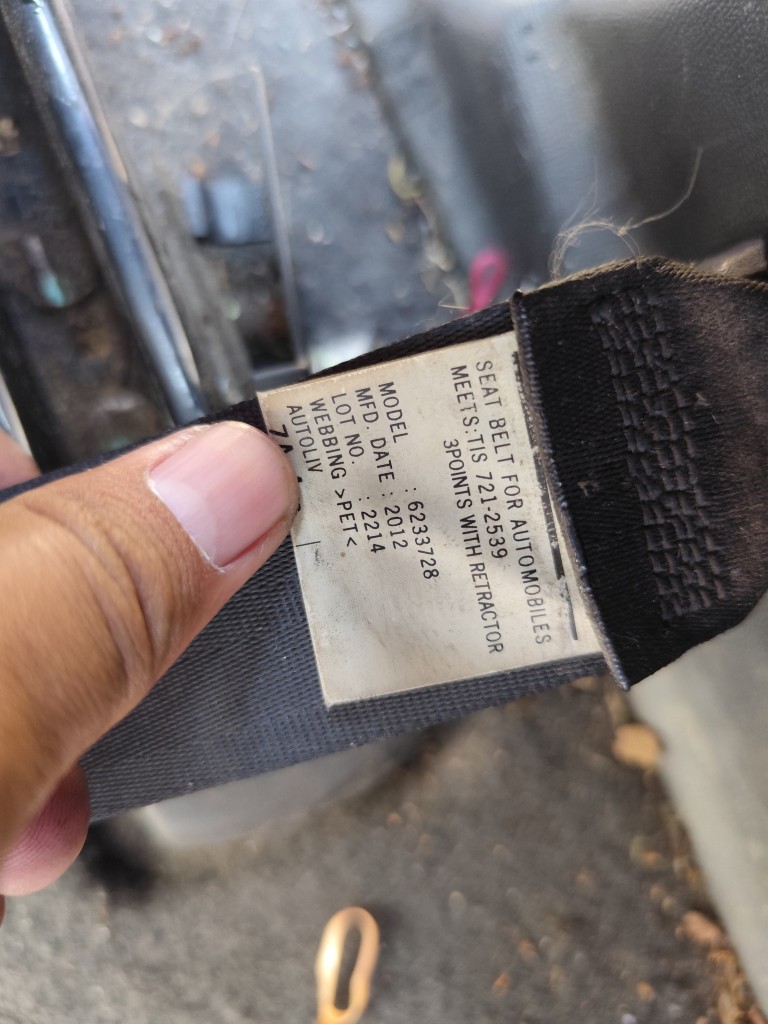 SEAT BELT FOR AUTOMOBILES
MEETS:TIS 721-2539
3POINTS WITH RETRACTOR
MODEL : 6233728
MFD. DATE : 2012
LOT NO. : 2214
WEBBING >PET<
AUTOLIV